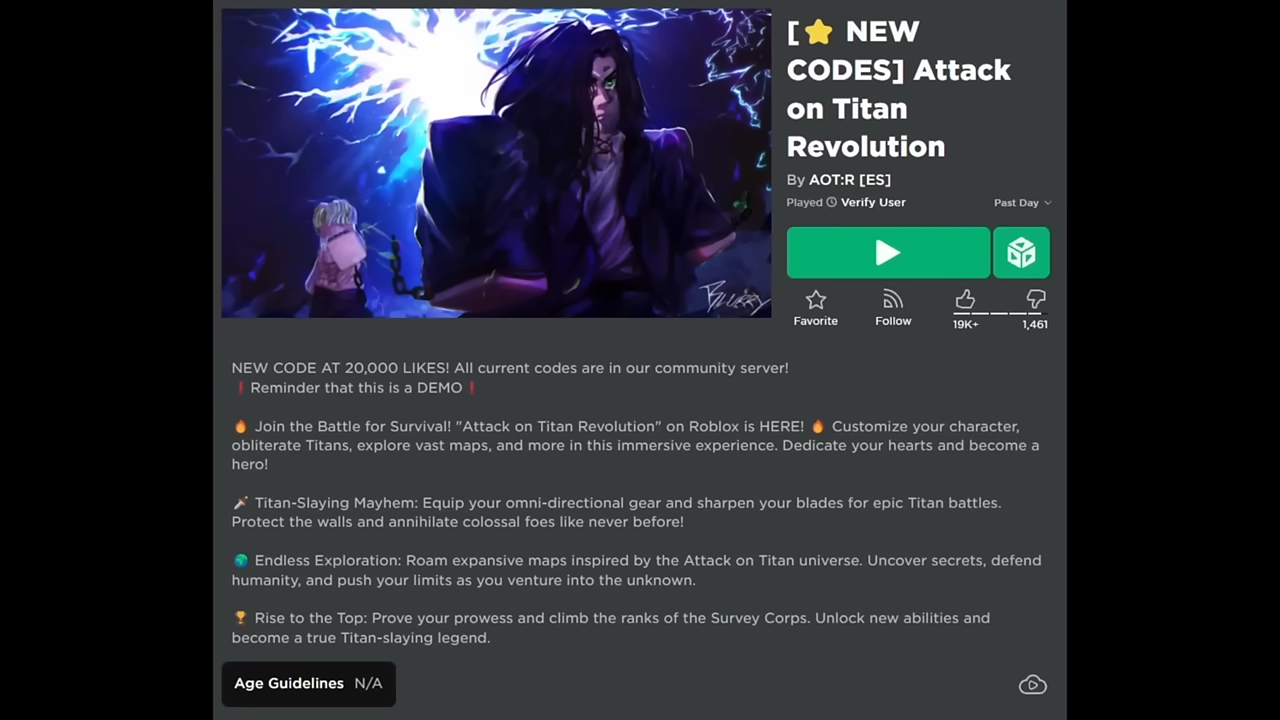 [⭐ NEW
CODES] Attack
on Titan
Revolution
By AOT:R [ES]
Played Verify User
Past Day
Favorite
Follow
19K+
1,461
BLURRY
NEW CODE AT 20,000 LIKES! All current codes are in our community server!
❗Reminder that this is a DEMO❗
🔥 Join the Battle for Survival! "Attack on Titan Revolution" on Roblox is HERE! 🔥 Customize your character,
obliterate Titans, explore vast maps, and more in this immersive experience. Dedicate your hearts and become a
hero!
🗡️ Titan-Slaying Mayhem: Equip your omni-directional gear and sharpen your blades for epic Titan battles.
Protect the walls and annihilate colossal foes like never before!
🌍 Endless Exploration: Roam expansive maps inspired by the Attack on Titan universe. Uncover secrets, defend
humanity, and push your limits as you venture into the unknown.
🏆 Rise to the Top: Prove your prowess and climb the ranks of the Survey Corps. Unlock new abilities and
become a true Titan-slaying legend.
Age Guidelines N/A